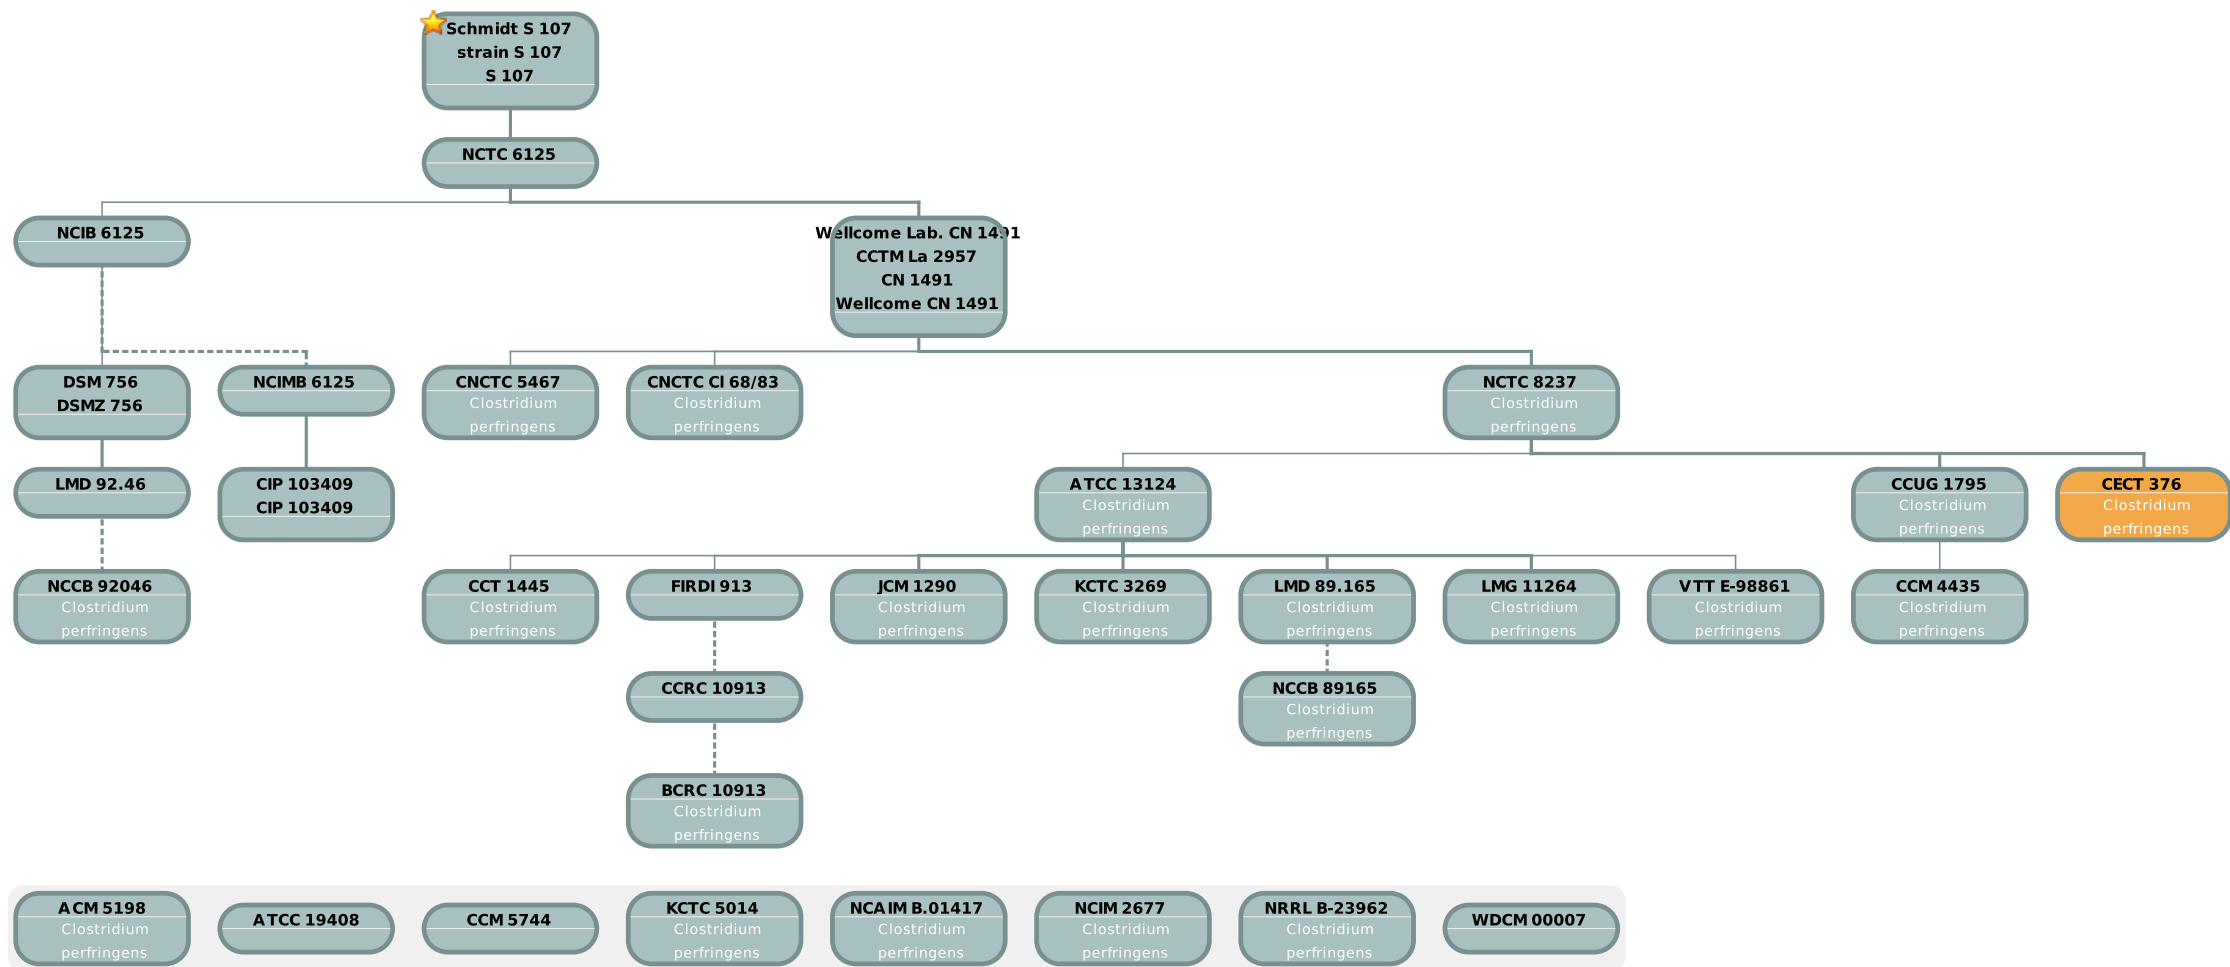 Schmidt S 107
strain S 107
S 107
NCTC 6125
NCIB 6125
Wellcome Lab. CN 1491
CCTM La 2957
CN 1491
Wellcome CN 1491
DSM 756
DSMZ 756
NCIMB 6125
CNCTC 5467
Clostridium
perfringens
CNCTC Cl 68/83
Clostridium
perfringens
NCTC 8237
Clostridium
perfringens
LMD 92.46
CIP 103409
CIP 103409
ATCC 13124
Clostridium
perfringens
CCUG 1795
Clostridium
perfringens
CECT 376
Clostridium
perfringens
NCCB 92046
Clostridium
perfringens
CCT 1445
Clostridium
perfringens
FIRDI 913
JCM 1290
Clostridium
perfringens
KCTC 3269
Clostridium
perfringens
LMD 89.165
Clostridium
perfringens
LMG 11264
Clostridium
perfringens
VTT E-98861
Clostridium
perfringens
CCM 4435
Clostridium
perfringens
CCRC 10913
NCCB 89165
Clostridium
perfringens
BCRC 10913
Clostridium
perfringens
ACM 5198
Clostridium
perfringens
ATCC 19408
CCM 5744
KCTC 5014
Clostridium
perfringens
NCAIM B.01417
Clostridium
perfringens
NCIM 2677
Clostridium
perfringens
NRRL B-23962
Clostridium
perfringens
WDCM 00007